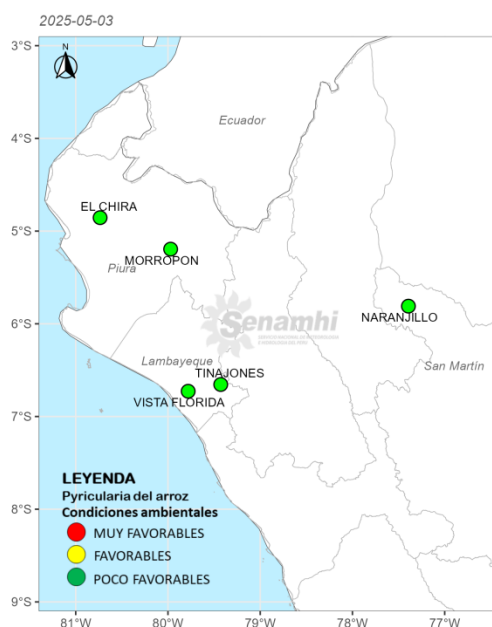 2025-05-03
3°S
4°S
5°S
6°S
7°S
8°S
9°S
N
Ecuador
EL CHIRA
MORROPON
Piura
NARANJILLO
Senamhi
San Martín
Lambayeque
TINAJONES
VISTA FLORIDA
LEYENDA
Pyricularia del arroz
Condiciones ambientales
MUY FAVORABLES
FAVORABLES
POCO FAVORABLES
81°W
80°W
79°W
78°W
77°W